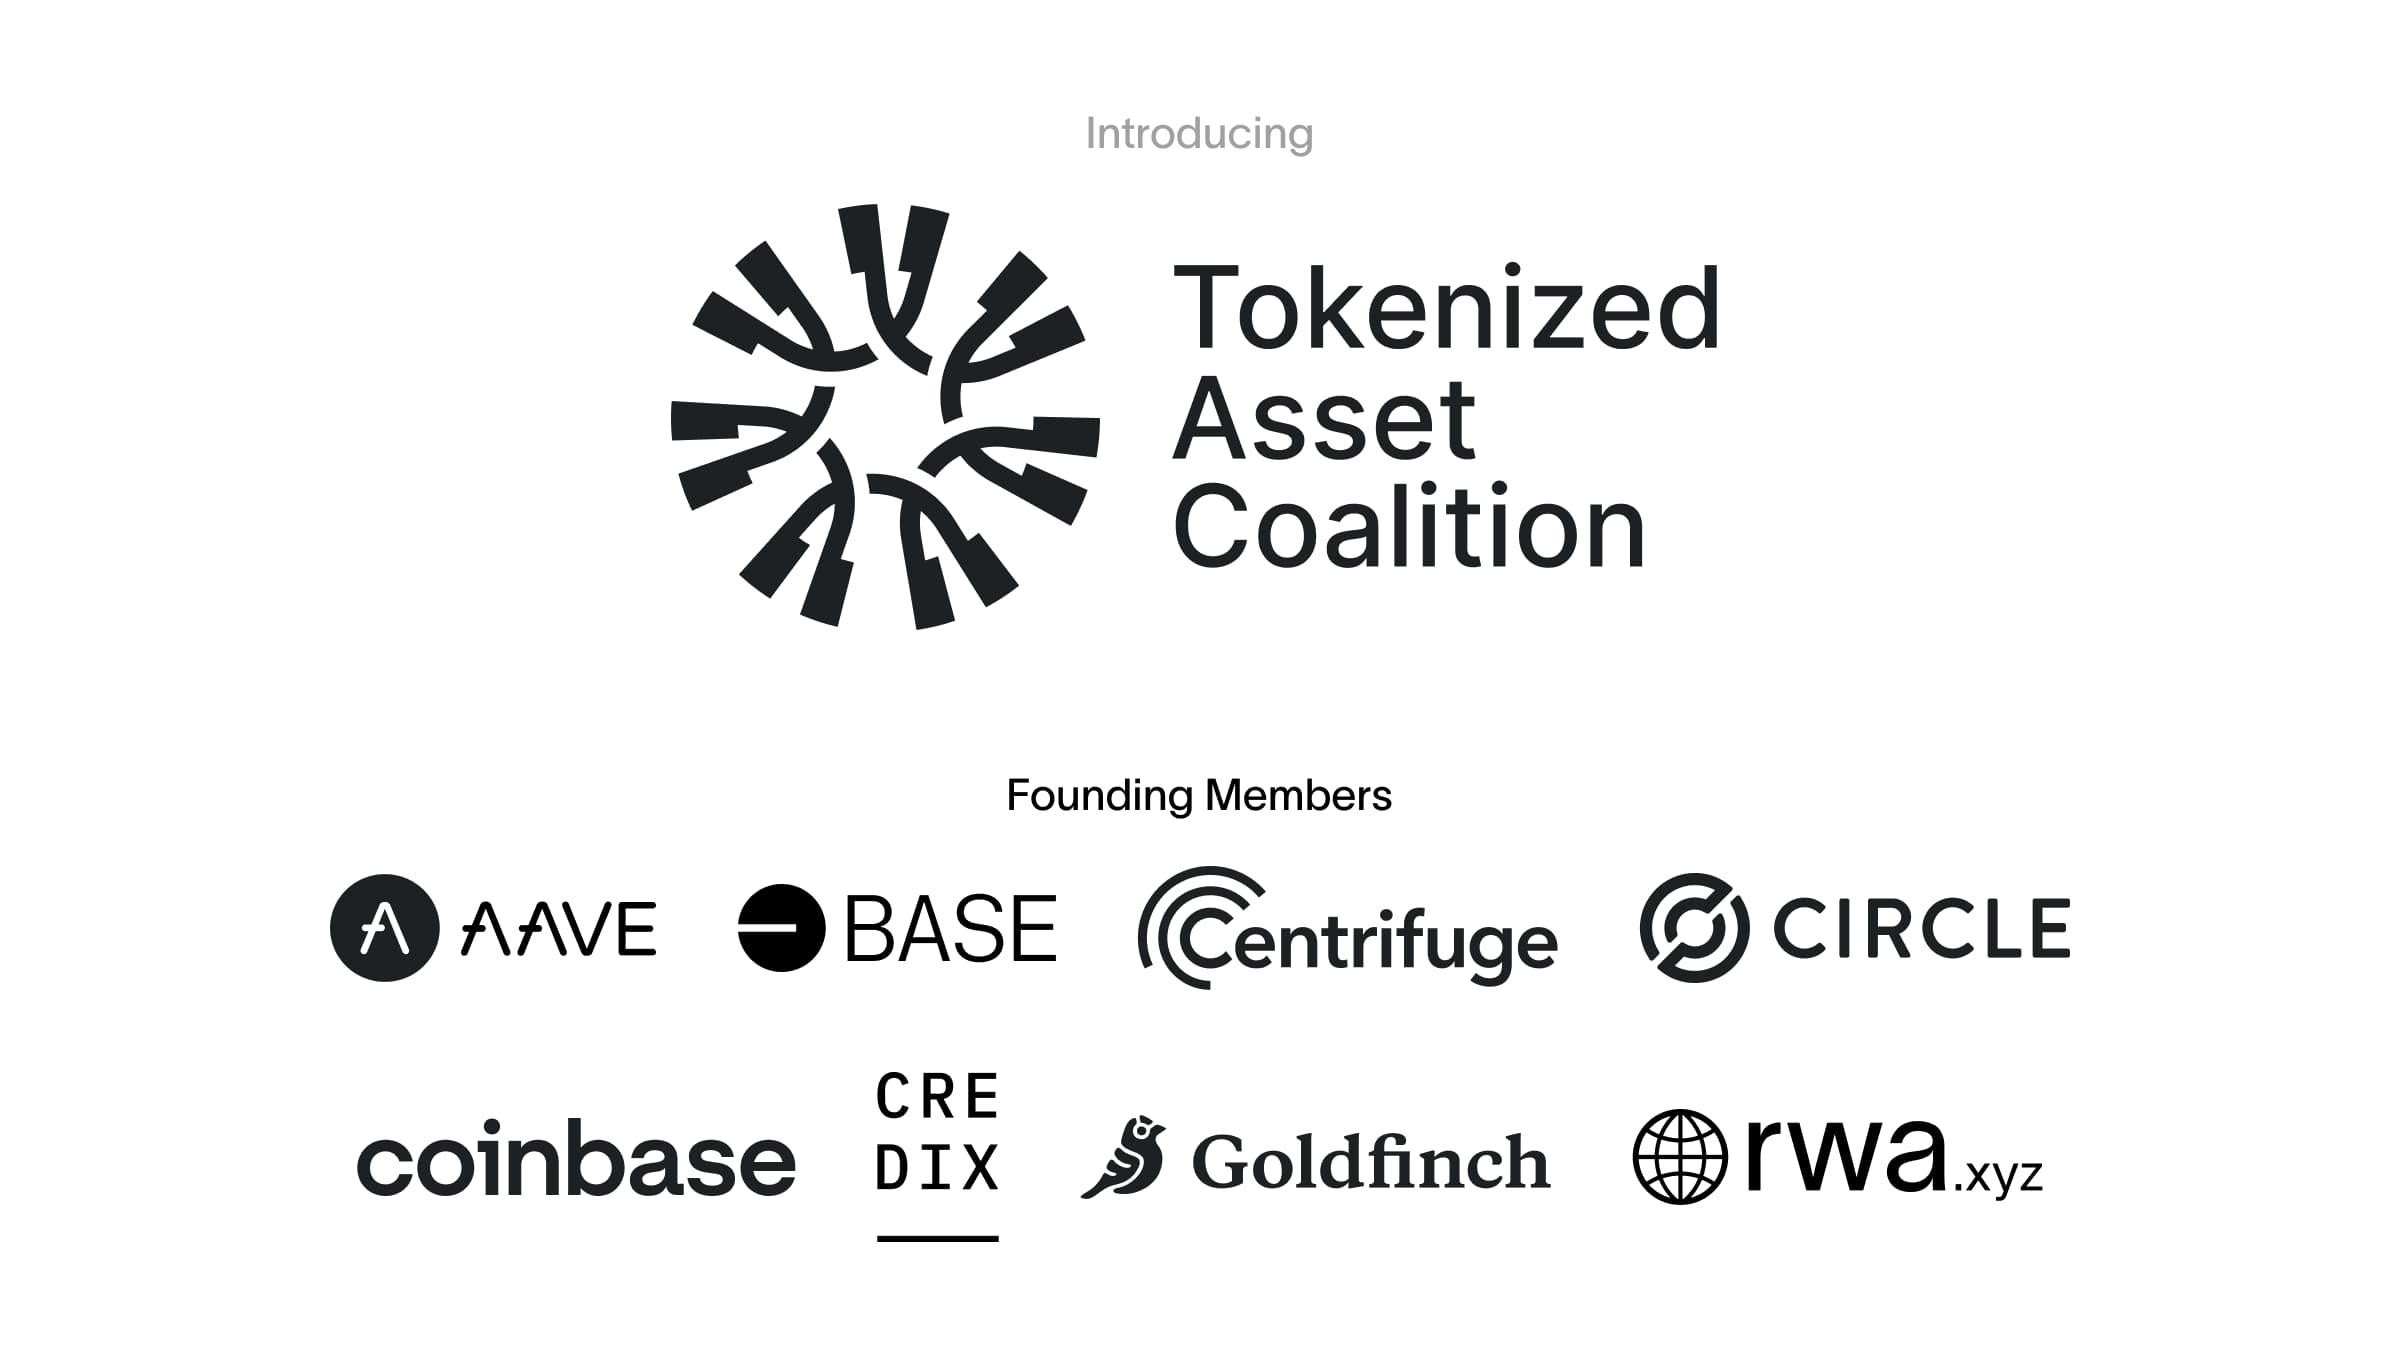 Introducing
Tokenized
Asset
Coalition
Founding Members
AAVE
BASE
Centrifuge
CIRCLE
coinbase
CRE
DIX
Goldfinch
rwa.xyz